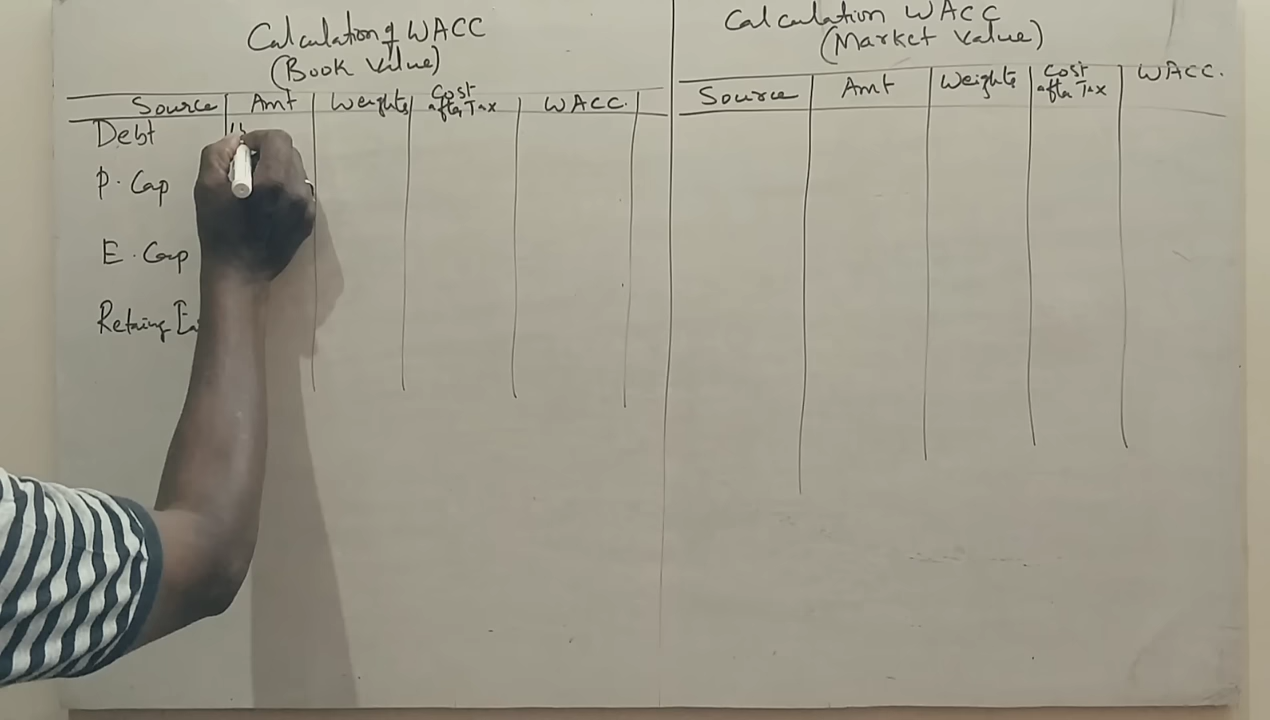 Calculation of WACC
(Book Value)
Source Amt Weights Cost after Tax WACC.
Debt
P. Cap
E. Cap
Retaing
Calculation WACC
(Market Value)
Source Amt Weights Cost after Tax WACC.